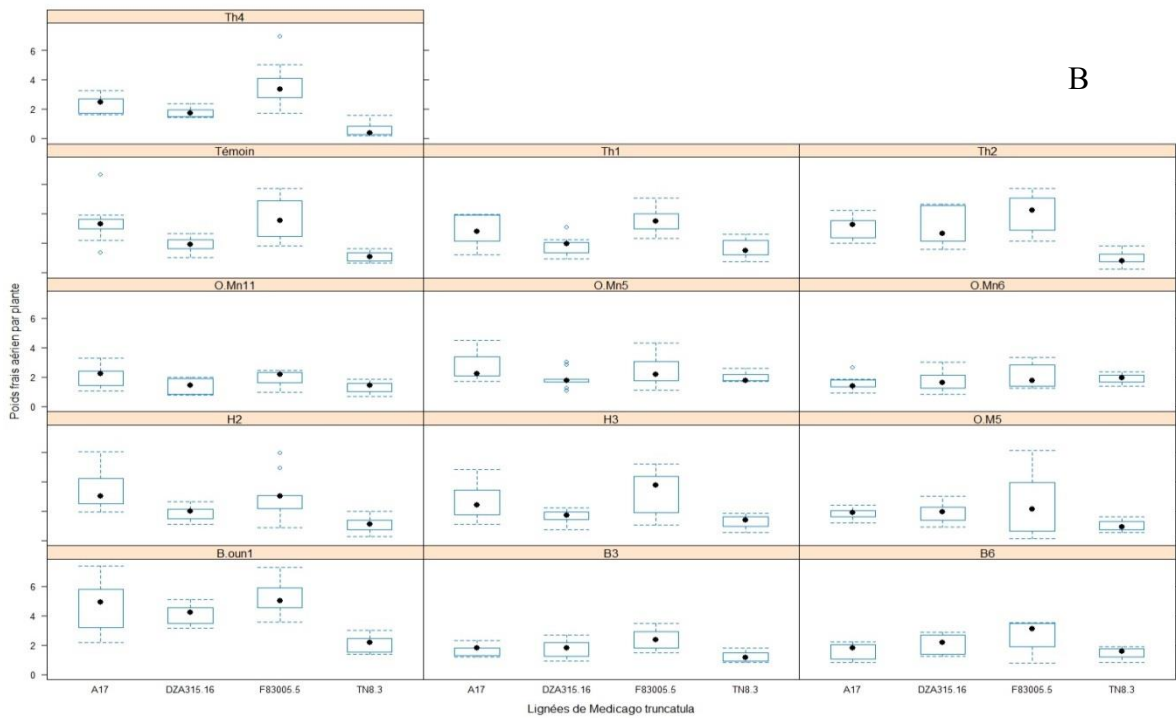 Th4
B
6
4
2
0
Témoin
Th1
Th2
O.Mn11
O.Mn5
O.Mn6
6
4
2
0
Poids frais aérien par plante
H2
H3
O.M5
B.oun1
B3
B6
6
4
2
0
A17 DZA315.16 F83005.5 TN8.3 A17 DZA315.16 F83005.5 TN8.3 A17 DZA315.16 F83005.5 TN8.3
Lignées de Medicago truncatula